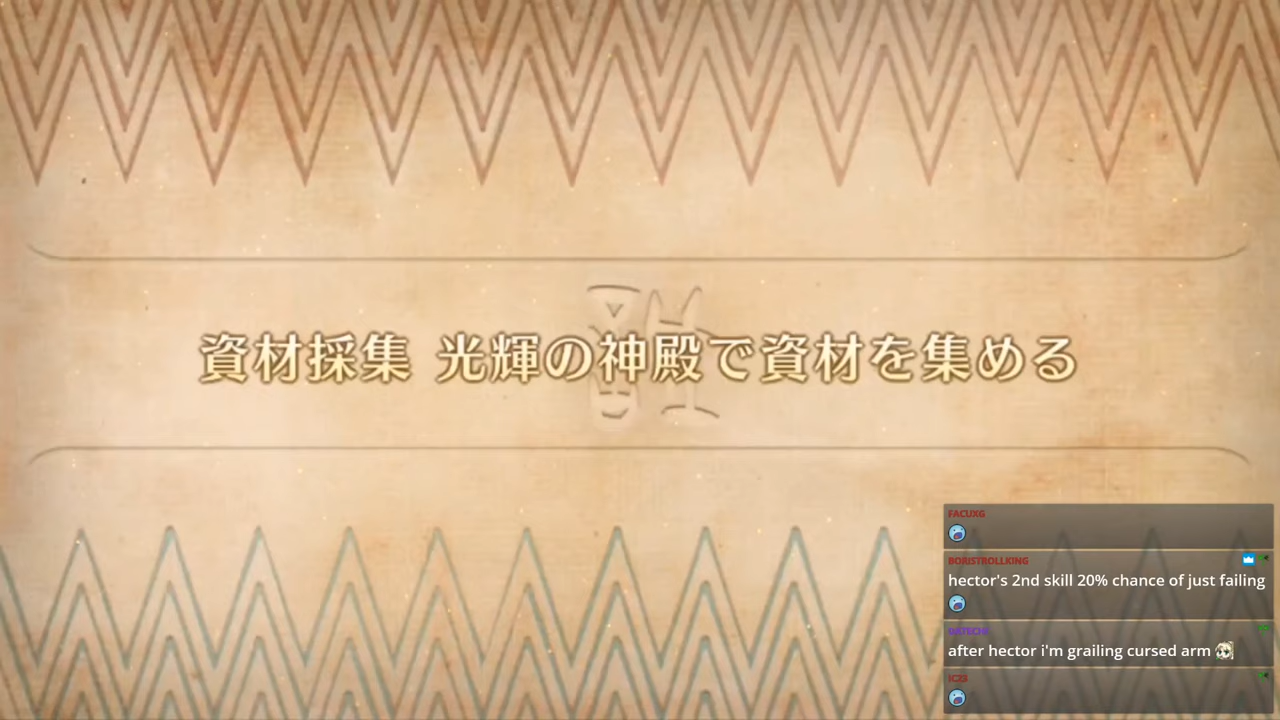 資材採集 光輝の神殿で資材を集める
FACUXG
BORISTROLLKING
hector's 2nd skill 20% chance of just failing
after hector i'm grailing cursed arm